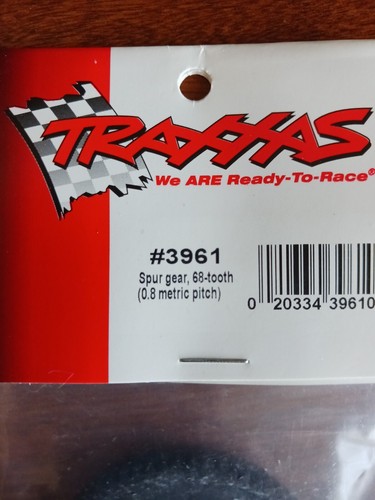 TRAXXAS
We ARE Ready-To-Race®
#3961
Spur gear, 68-tooth
(0.8 metric pitch)
0 20334 39610